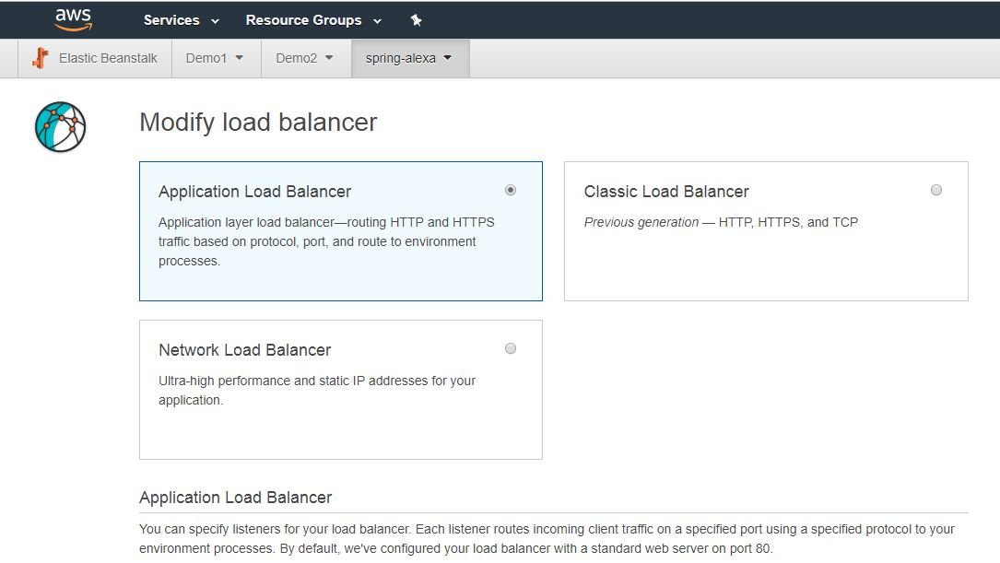 aws Services Resource Groups
Elastic Beanstalk Demo1 Demo2 spring-alexa
Modify load balancer
Application Load Balancer
Application layer load balancer—routing HTTP and HTTPS
traffic based on protocol, port, and route to environment
processes.
Classic Load Balancer
Previous generation — HTTP, HTTPS, and TCP
Network Load Balancer
Ultra-high performance and static IP addresses for your
application.
Application Load Balancer
You can specify listeners for your load balancer. Each listener routes incoming client traffic on a specified port using a specified protocol to your
environment processes. By default, we've configured your load balancer with a standard web server on port 80.